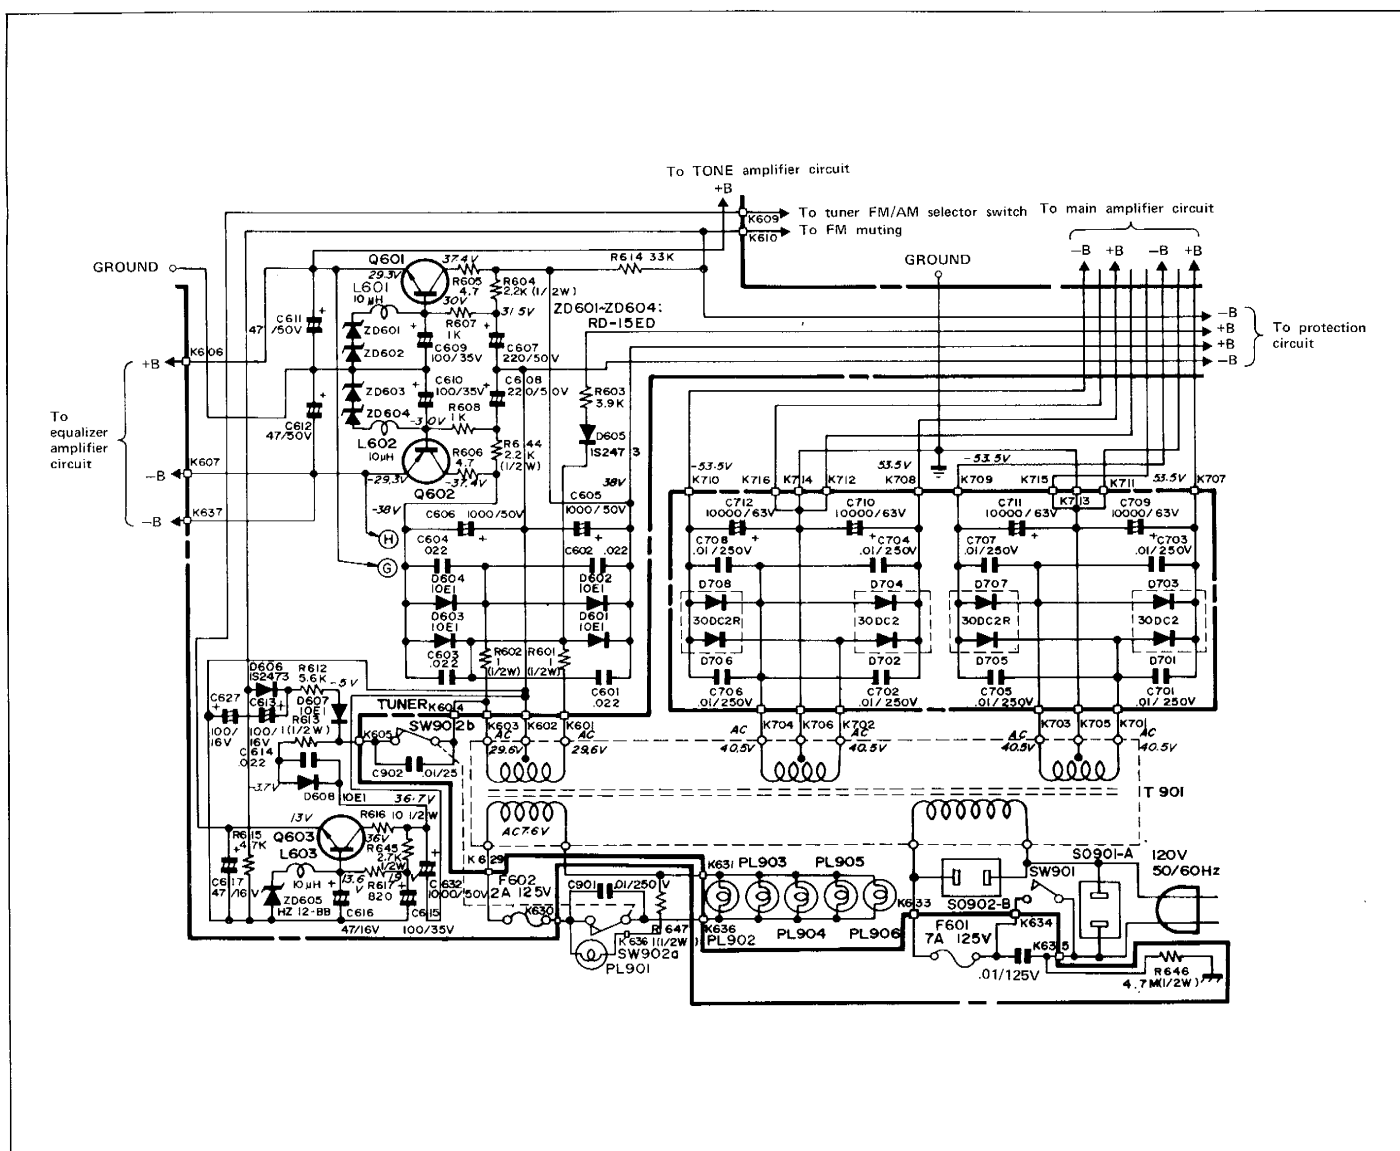 To TONE amplifier circuit
+B
K609
To tuner FM/AM selector switch
K610
To FM muting
To main amplifier circuit
−B +B −B +B
GROUND
Q601
37.4V
29.3V
L601
10 µH
R605
4.7
R604
2.2K (1/2W)
R614 33K
GROUND
30V
31.5V
ZD601~ZD604:
RD-15ED
C611
47/50V
ZD601
R607
1K
C609
100/35V
C607
220/50V
ZD602
K606
+B
−B
+B
+B
−B
To protection
circuit
ZD603
C610
100/35V
C608
220/50V
R603
3.9K
To
equalizer
amplifier
circuit
C612
47/50V
ZD604
R608
1K
L602
10µH
R606
4.7
R644
2.2K
(1/2W)
D605
1S2473
K607
−B
−29.3V
−37.4V
Q602
K637
−B
−38V
C606
1000/50V
C605
1000/50V
38V
H
G
C604
.022
C602 .022
D604
10E1
D602
10E1
D603
10E1
D601
10E1
C603
.022
R602
1
(1/2W)
R601
1
(1/2W)
C601
.022
−53.5V
K710
K716
K714
K712
53.5V
K708
−53.5V
K709
K715
K713
K711
53.5V
K707
C712
10000/63V
C710
10000/63V
C711
10000/63V
C709
10000/63V
C708
.01/250V
C704
.01/250V
C707
.01/250V
C703
.01/250V
D708
D704
D707
D703
30DC2R
30DC2
30DC2R
30DC2
D706
D702
D705
D701
C706
.01/250V
C702
.01/250V
C705
.01/250V
C701
.01/250V
D606
1S2473
R612
5.6K
−5V
C627
100/
16V
C613
100/
16V
D607
10E1
R613
1(1/2W)
C614
.022
−3.7V
D608
10E1
TUNER
K604
SW902b
K605
C902
.01/25
K603
K602
K601
AC
29.6V
AC
29.6V
K704
K706
K702
AC
40.5V
AC
40.5V
K703
K705
K701
AC
40.5V
AC
40.5V
T901
AC7.6V
36.7V
13V
Q603
R616
10 1/2W
36V
R615
4.7K
L603
10µH
R645
2.7K
1/2W
C617
47/16V
ZD605
HZ 12-BB
13.6
V
R617
820
19
V
C632
1000/50V
C616
47/16V
C615
100/35V
K629
F602
2A 125V
K630
C901 .01/250V
K636
R647
1(1/2W)
SW902a
PL901
K631
PL903
PL905
K636
PL902
PL904
PL906
K633
SO902-B
SW901
SO901-A
120V
50/60Hz
F601
7A 125V
K634
K635
.01/125V
R646
4.7M(1/2W)